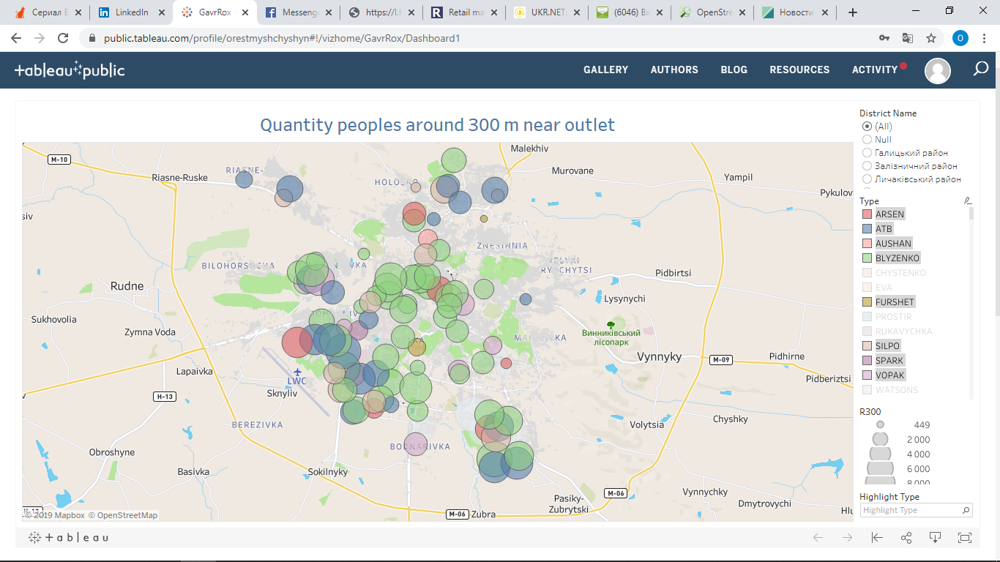 Сериал
LinkedIn
GavrRox -
Messeng
https://l.f
Retail ma
UKR.NET:
(6046) Вх
OpenStre
Новости
public.tableau.com/profile/orestmyshchyshyn#!/vizhome/GavrRox/Dashboard1
O
+ableau public
GALLERY
AUTHORS
BLOG
RESOURCES
ACTIVITY
Quantity peoples around 300 m near outlet
District Name
(All)
Null
Галицький район
Залізничний район
Личаківський район
Type
ARSEN
ATB
AUSHAN
BLYZENKO
CHYSTENKO
EVA
FURSHET
PROSTIR
RUKAVYCHKA
SILPO
SPARK
VOPAK
WATSONS
R300
449
2 000
4 000
6 000
8 000
Highlight Type
Highlight Type
M-10
Malekhiv
RIASNE-
Riasne-Ruske
HOLOSKO
Murovane
Yampil
Pykulov
siv
ZNESINNIA
BILOHORSHCHA
Pidbirtsi
Rudne
Lysynychi
Sukhovolia
Zymna Voda
Винниківський
лісопарк
Vynnyky
M-09
Pidhirne
Lapaivka
LWC
Pidberiztsi
Sknyliv
H-13
BEREZIVKA
Volytsia
Chyshky
BODNARIVKA
Obroshyne
Basivka
Sokilnyky
M-06
Vynnychky
Pasiky-
Zubrytski
Dmytrovychi
Hlu
M-06
Zubra
© 2019 Mapbox © OpenStreetMap
+ableau